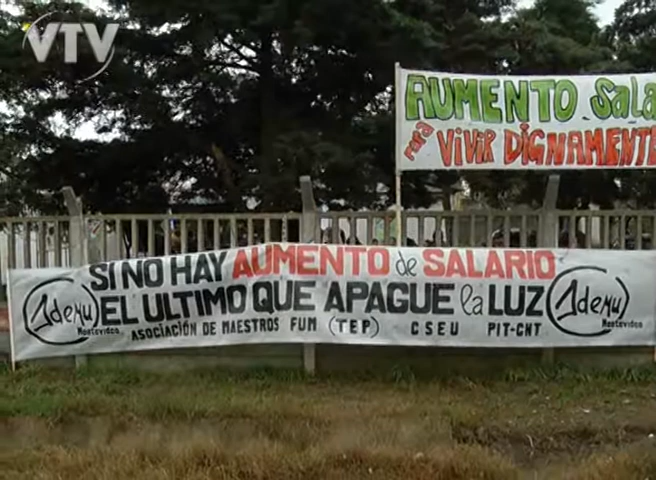 VTV
AUMENTO Sala
para VIVIR DIGNAMENTE
SI NO HAY AUMENTO de SALARIO
EL ULTIMO QUE APAGUE la LUZ
Ademu
Montevideo
ASOCIACIÓN DE MAESTROS FUM (TEP) CSEU PIT-CNT
Ademu
Montevideo